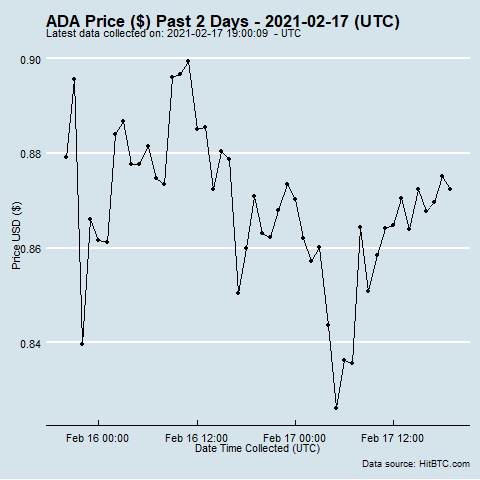 ADA Price ($) Past 2 Days - 2021-02-17 (UTC)
Latest data collected on: 2021-02-17 19:00:09  - UTC
0.90
0.88
0.86
0.84
Price USD ($)
Feb 16 00:00
Feb 16 12:00
Feb 17 00:00
Feb 17 12:00
Date Time Collected (UTC)
Data source: HitBTC.com